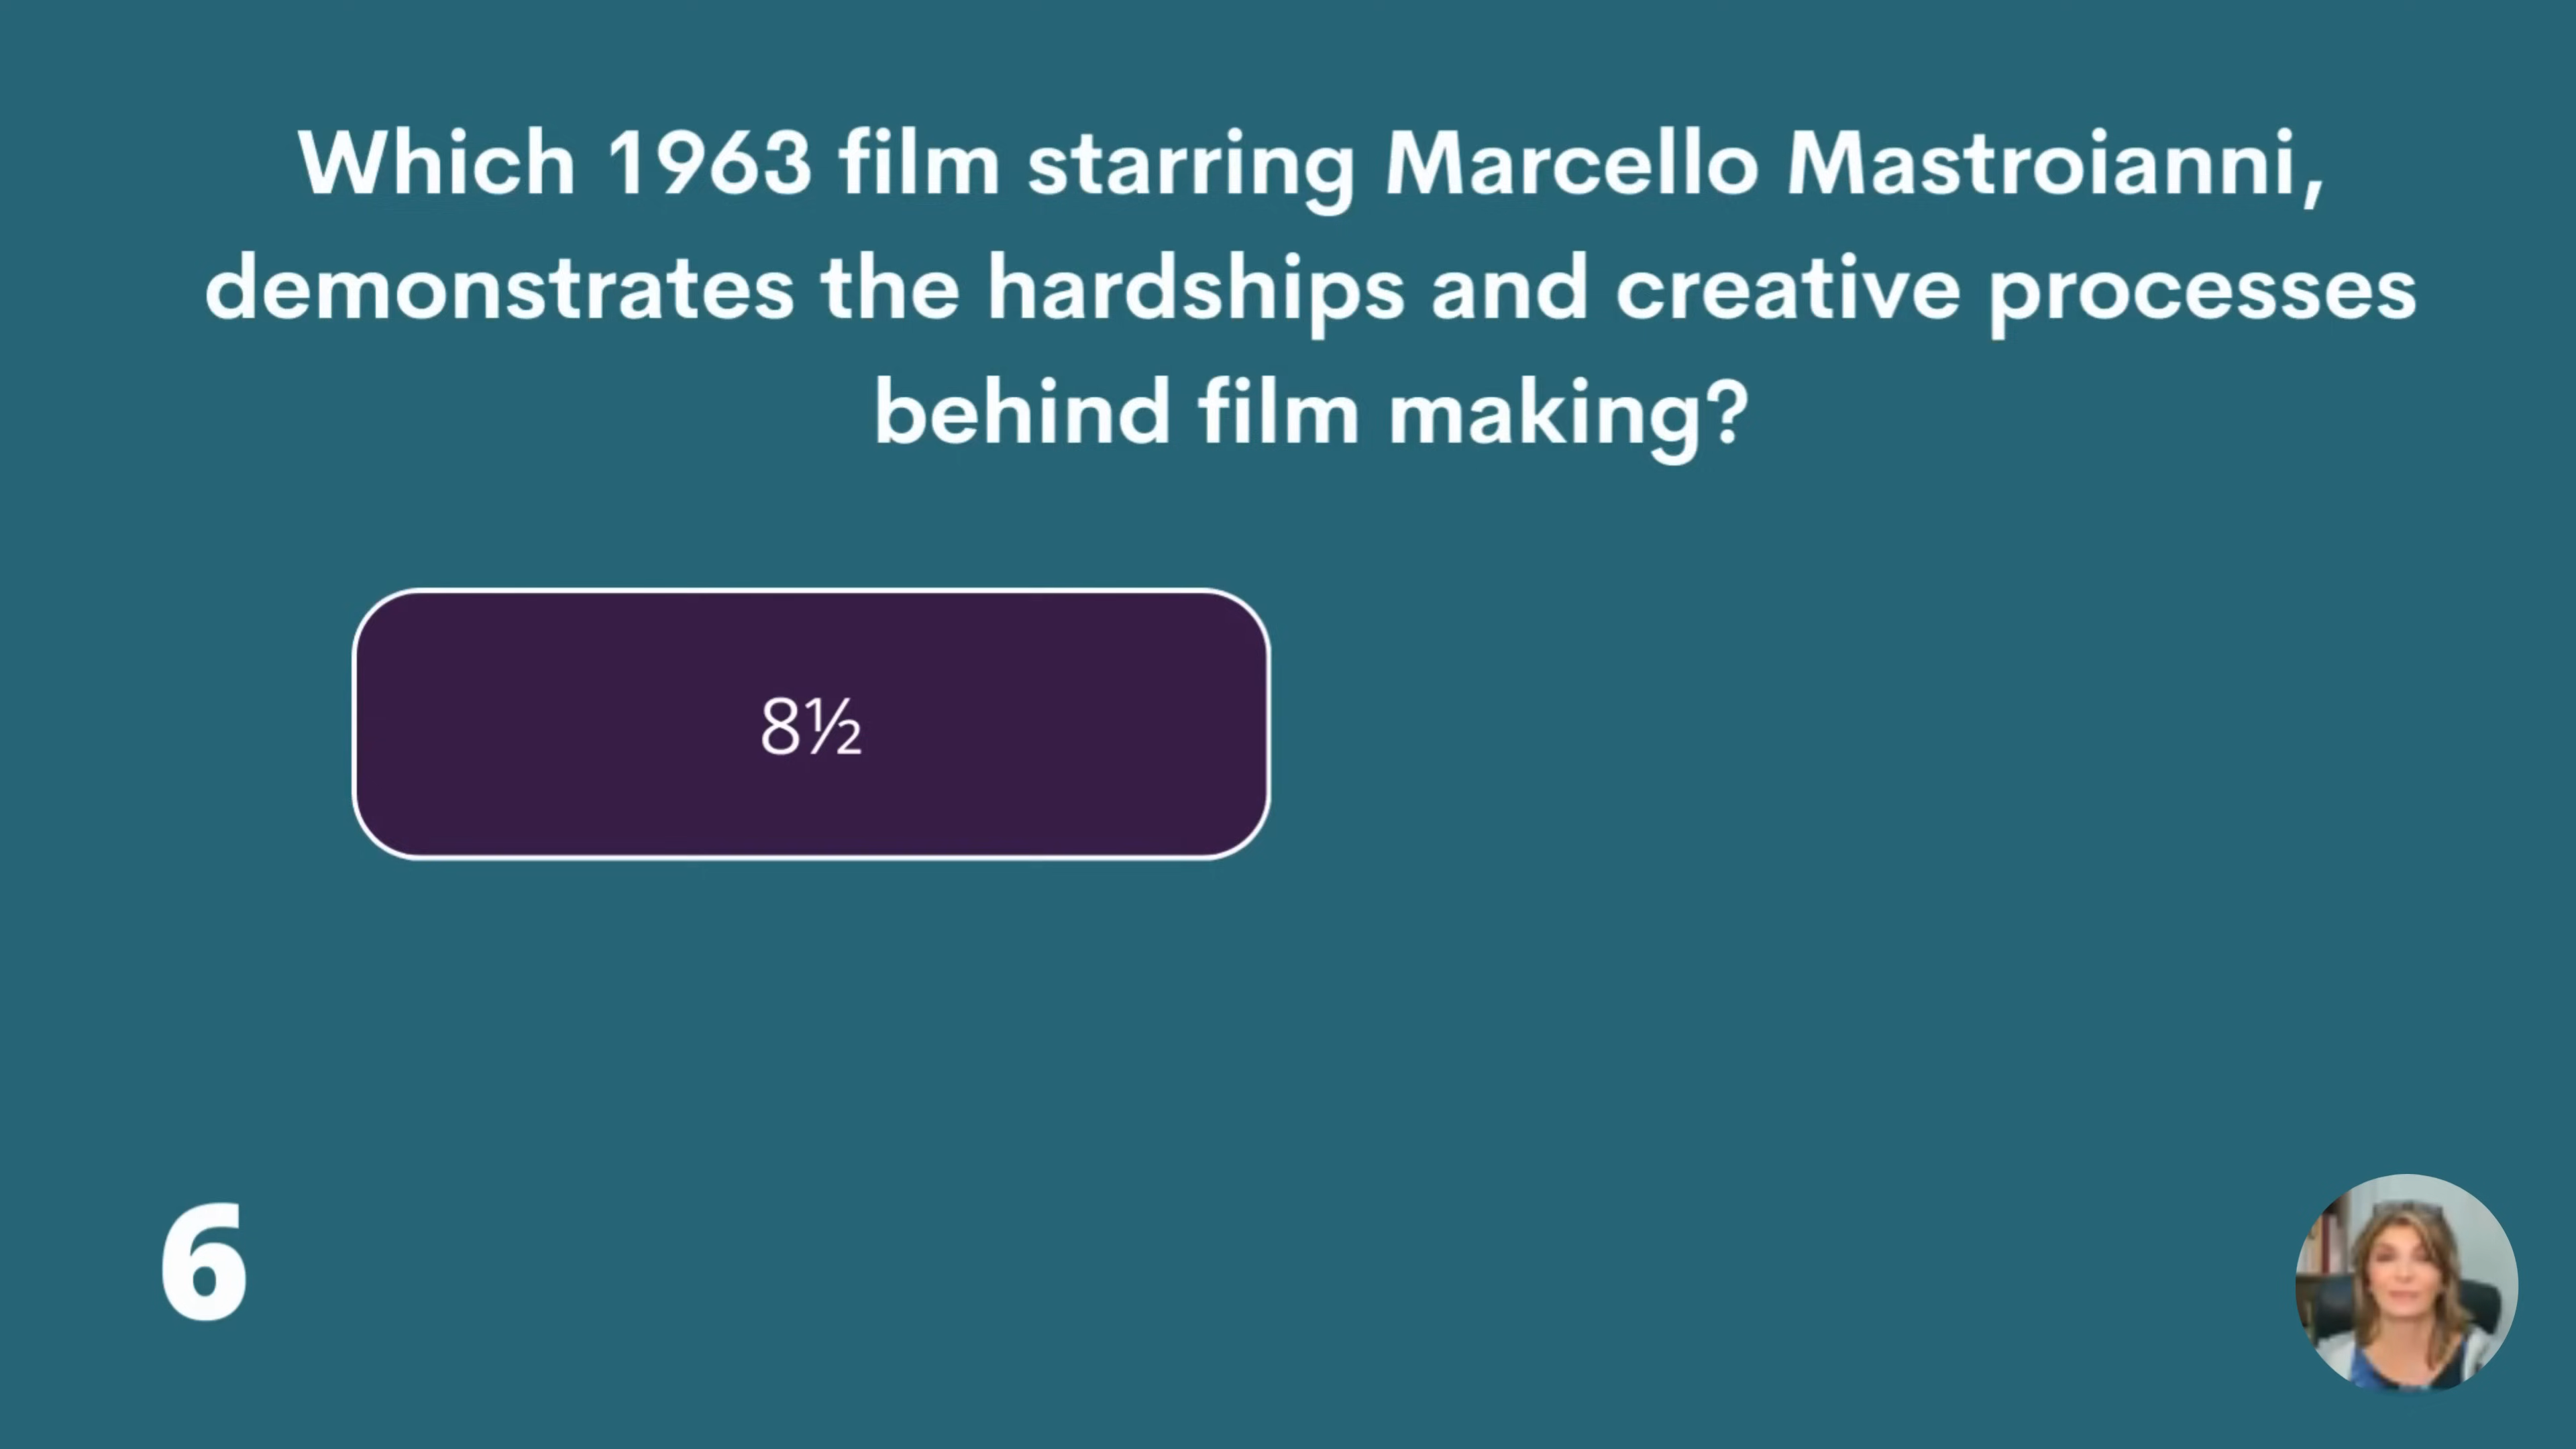 Which 1963 film starring Marcello Mastroianni,
demonstrates the hardships and creative processes
behind film making?
8½
6